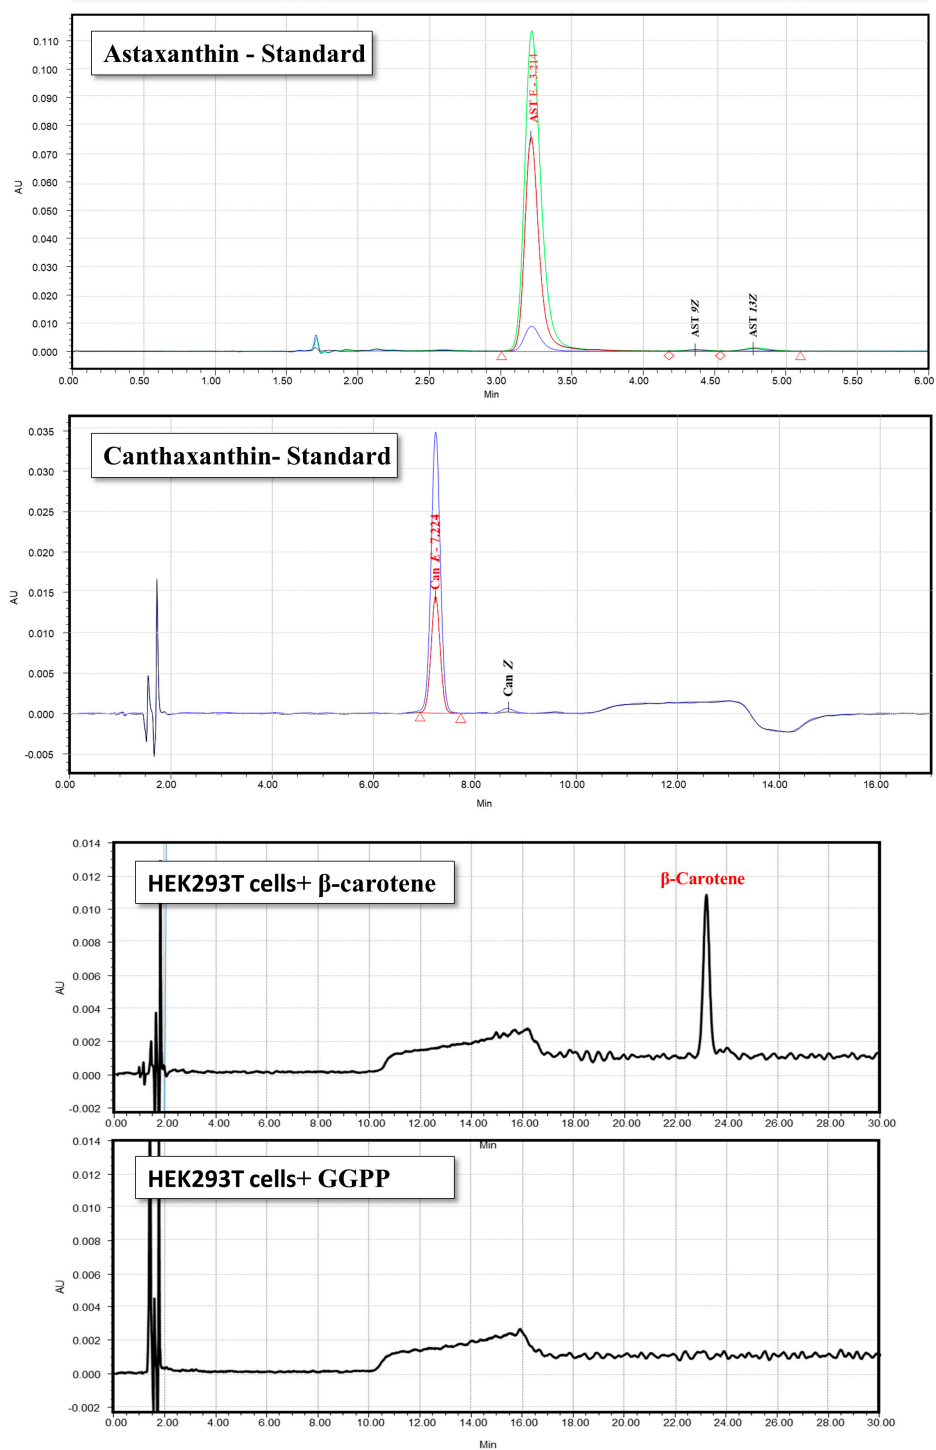 Astaxanthin - Standard
0.110
0.100
0.090
0.080
0.070
0.060
0.050
0.040
0.030
0.020
0.010
0.000
AU
AST E - 3.214
AST 9Z
AST 13Z
0.00 0.50 1.00 1.50 2.00 2.50 3.00 3.50 4.00 4.50 5.00 5.50 6.00
Min
Canthaxanthin- Standard
0.035
0.030
0.025
0.020
0.015
0.010
0.005
0.000
-0.005
AU
Can E - 7.224
Can Z
0.00 2.00 4.00 6.00 8.00 10.00 12.00 14.00 16.00
Min
HEK293T cells+ β-carotene
β-Carotene
0.014
0.012
0.010
0.008
0.006
0.004
0.002
0.000
-0.002
AU
0.00 2.00 4.00 6.00 8.00 10.00 12.00 14.00 16.00 18.00 20.00 22.00 24.00 26.00 28.00 30.00
Min
HEK293T cells+ GGPP
0.014
0.012
0.010
0.008
0.006
0.004
0.002
0.000
-0.002
AU
0.00 2.00 4.00 6.00 8.00 10.00 12.00 14.00 16.00 18.00 20.00 22.00 24.00 26.00 28.00 30.00
Min